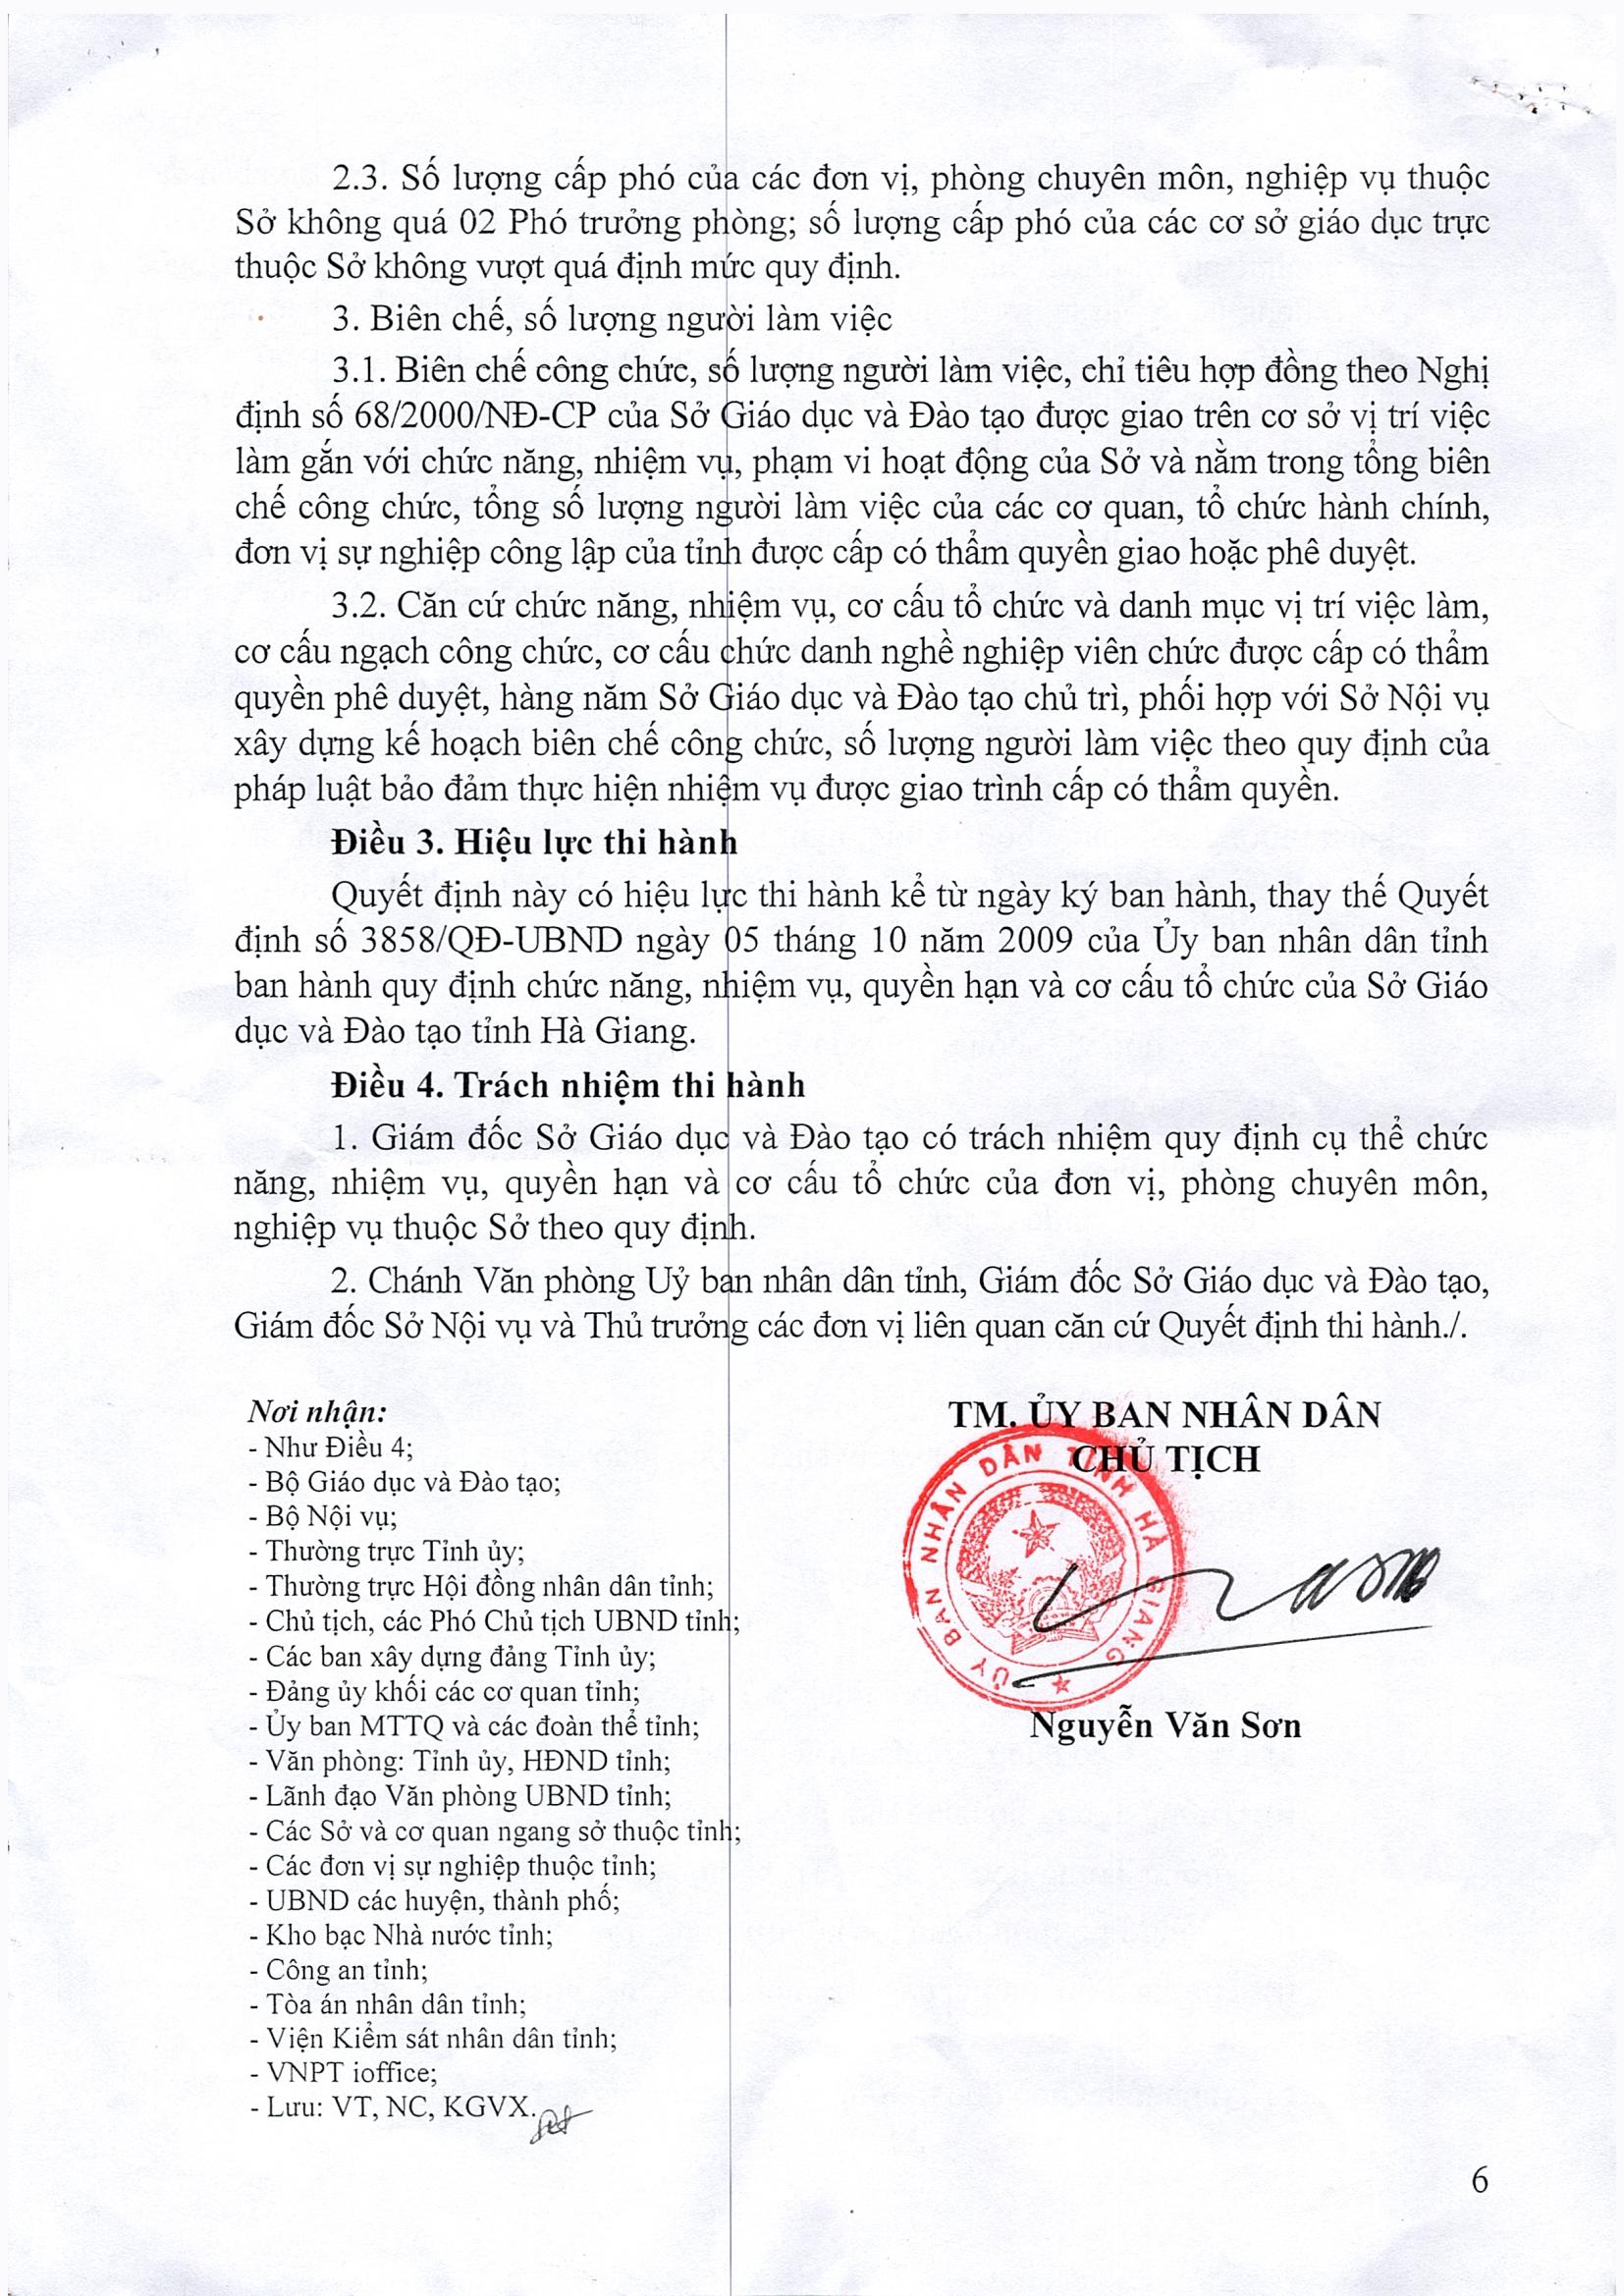 2.3. Số lượng cấp phó của các đơn vị, phòng chuyên môn, nghiệp vụ thuộc
Sở không quá 02 Phó trưởng phòng; số lượng cấp phó của các cơ sở giáo dục trực
thuộc Sở không vượt quá định mức quy định.
3. Biên chế, số lượng người làm việc
3.1. Biên chế công chức, số lượng người làm việc, chỉ tiêu hợp đồng theo Nghị
định số 68/2000/NĐ-CP của Sở Giáo dục và Đào tạo được giao trên cơ sở vị trí việc
làm gắn với chức năng, nhiệm vụ, phạm vi hoạt động của Sở và nằm trong tổng biên
chế công chức, tổng số lượng người làm việc của các cơ quan, tổ chức hành chính,
đơn vị sự nghiệp công lập của tỉnh được cấp có thẩm quyền giao hoặc phê duyệt.
3.2. Căn cứ chức năng, nhiệm vụ, cơ cấu tổ chức và danh mục vị trí việc làm,
cơ cấu ngạch công chức, cơ cấu chức danh nghề nghiệp viên chức được cấp có thẩm
quyền phê duyệt, hàng năm Sở Giáo dục và Đào tạo chủ trì, phối hợp với Sở Nội vụ
xây dựng kế hoạch biên chế công chức, số lượng người làm việc theo quy định của
pháp luật bảo đảm thực hiện nhiệm vụ được giao trình cấp có thẩm quyền.
Điều 3. Hiệu lực thi hành
Quyết định này có hiệu lực thi hành kể từ ngày ký ban hành, thay thế Quyết
định số 3858/QĐ-UBND ngày 05 tháng 10 năm 2009 của Ủy ban nhân dân tỉnh
ban hành quy định chức năng, nhiệm vụ, quyền hạn và cơ cấu tổ chức của Sở Giáo
dục và Đào tạo tỉnh Hà Giang.
Điều 4. Trách nhiệm thi hành
1. Giám đốc Sở Giáo dục và Đào tạo có trách nhiệm quy định cụ thể chức
năng, nhiệm vụ, quyền hạn và cơ cấu tổ chức của đơn vị, phòng chuyên môn,
nghiệp vụ thuộc Sở theo quy định.
2. Chánh Văn phòng Uỷ ban nhân dân tỉnh, Giám đốc Sở Giáo dục và Đào tạo,
Giám đốc Sở Nội vụ và Thủ trưởng các đơn vị liên quan căn cứ Quyết định thi hành./.
Nơi nhận:
- Như Điều 4;
- Bộ Giáo dục và Đào tạo;
- Bộ Nội vụ;
- Thường trực Tỉnh ủy;
- Thường trực Hội đồng nhân dân tỉnh;
- Chủ tịch, các Phó Chủ tịch UBND tỉnh;
- Các ban xây dựng đảng Tỉnh ủy;
- Đảng ủy khối các cơ quan tỉnh;
- Ủy ban MTTQ và các đoàn thể tỉnh;
- Văn phòng: Tỉnh ủy, HĐND tỉnh;
- Lãnh đạo Văn phòng UBND tỉnh;
- Các Sở và cơ quan ngang sở thuộc tỉnh;
- Các đơn vị sự nghiệp thuộc tỉnh;
- UBND các huyện, thành phố;
- Kho bạc Nhà nước tỉnh;
- Công an tỉnh;
- Tòa án nhân dân tỉnh;
- Viện Kiểm sát nhân dân tỉnh;
- VNPT ioffice;
- Lưu: VT, NC, KGVX.
TM. ỦY BAN NHÂN DÂN
CHỦ TỊCH
ỦY BAN NHÂN DÂN TỈNH HÀ GIANG
Nguyễn Văn Sơn
6